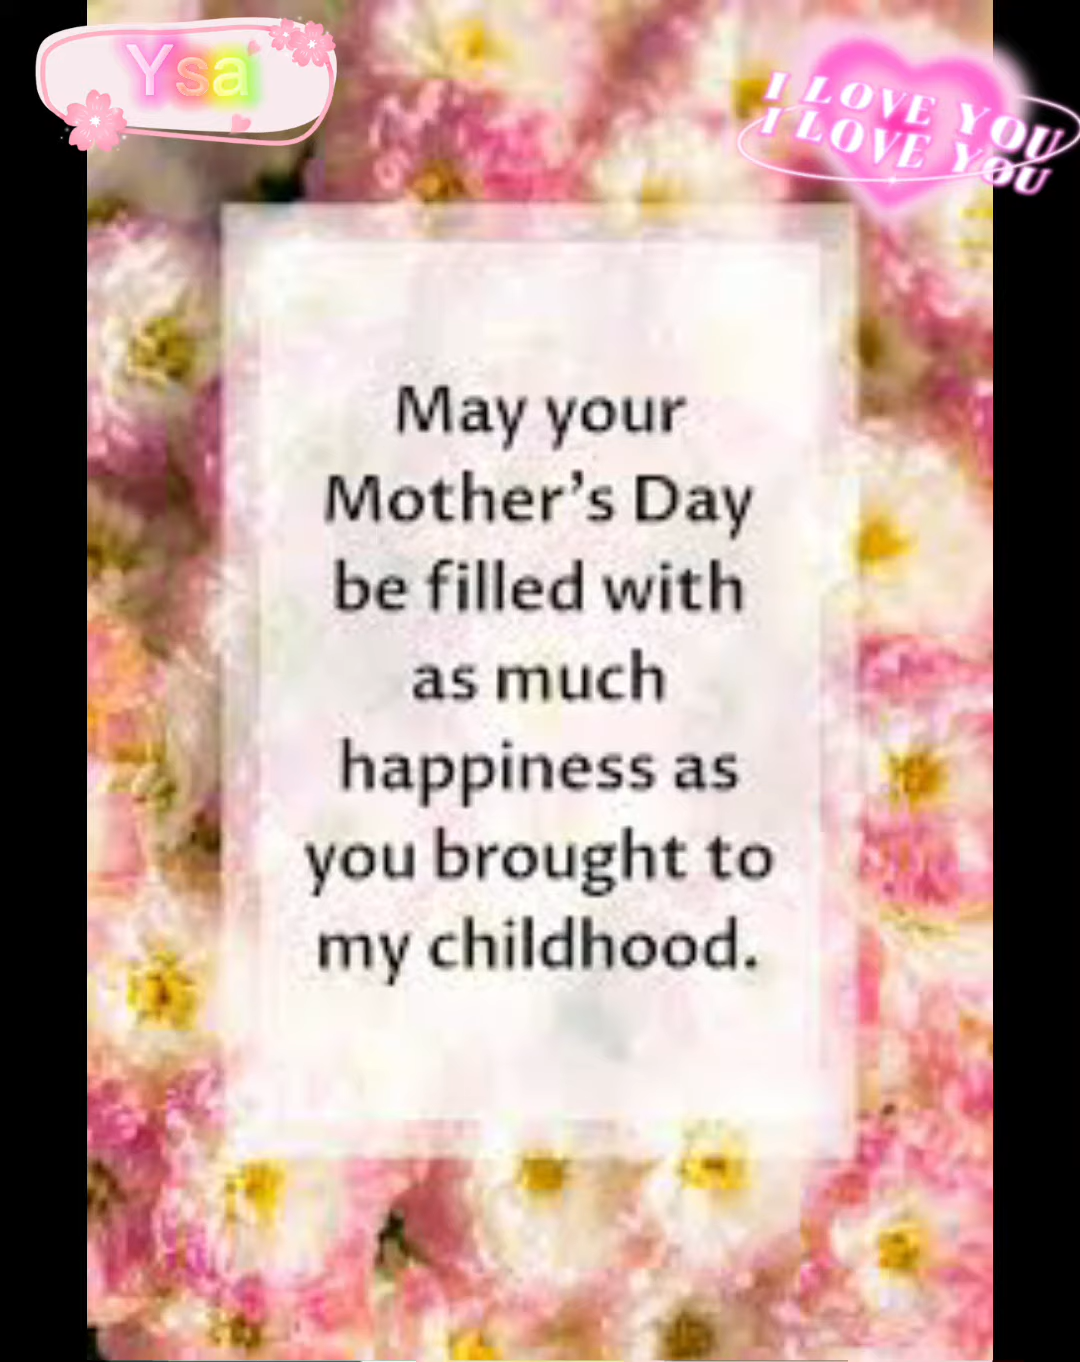 Ysa
I LOVE YOU
I LOVE YOU
May your
Mother’s Day
be filled with
as much
happiness as
you brought to
my childhood.